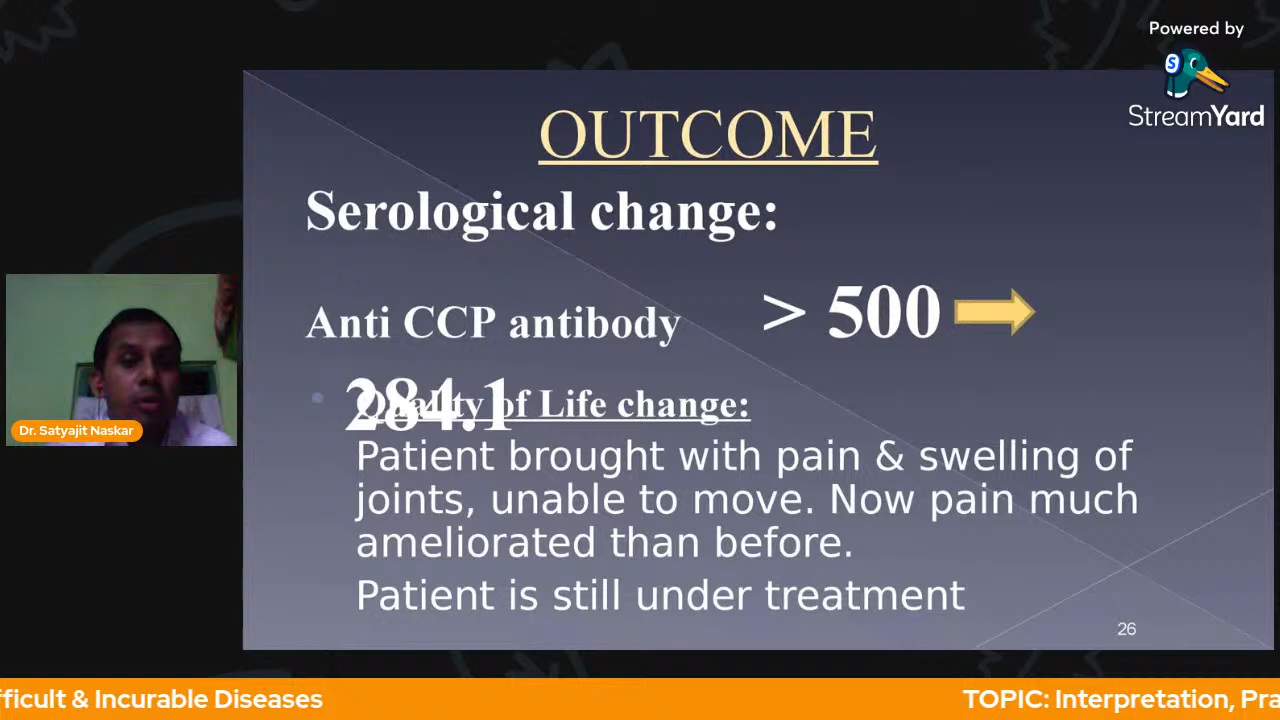 Powered by
StreamYard
OUTCOME
Serological change:
Anti CCP antibody > 500
284.1
Quality of Life change:
Patient brought with pain & swelling of
joints, unable to move. Now pain much
ameliorated than before.
Patient is still under treatment
26
Dr. Satyajit Naskar
fficult & Incurable Diseases
TOPIC: Interpretation, Pra